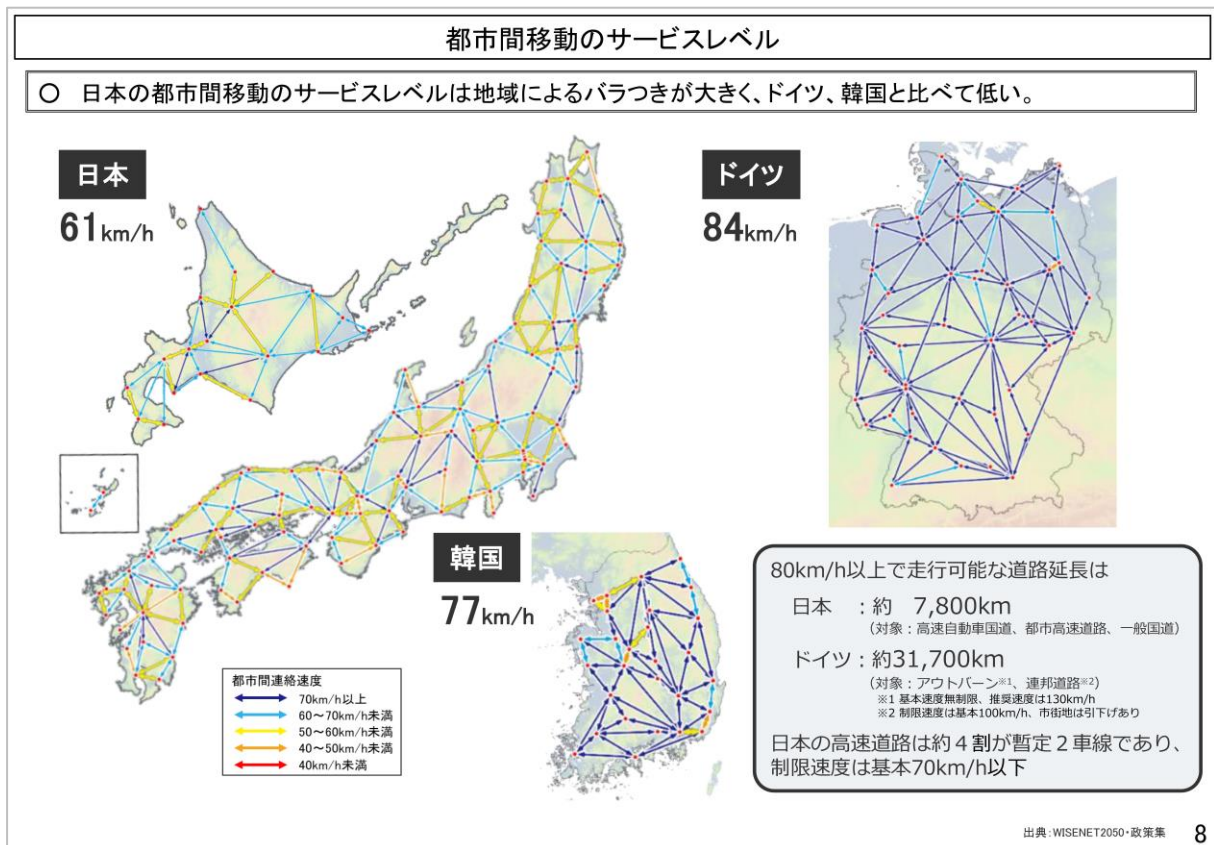 都市間移動のサービスレベル
○ 日本の都市間移動のサービスレベルは地域によるバラつきが大きく、ドイツ、韓国と比べて低い。
日本
61km/h
ドイツ
84km/h
韓国
77km/h
都市間連絡速度
70km/h以上
60～70km/h未満
50～60km/h未満
40～50km/h未満
40km/h未満
80km/h以上で走行可能な道路延長は
日本 ：約 7,800km
（対象：高速自動車国道、都市高速道路、一般国道）
ドイツ：約31,700km
（対象：アウトバーン※1、連邦道路※2）
※1 基本速度無制限、推奨速度は130km/h
※2 制限速度は基本100km/h、市街地は引下げあり
日本の高速道路は約４割が暫定２車線であり、
制限速度は基本70km/h以下
出典：WISENET2050・政策集
8